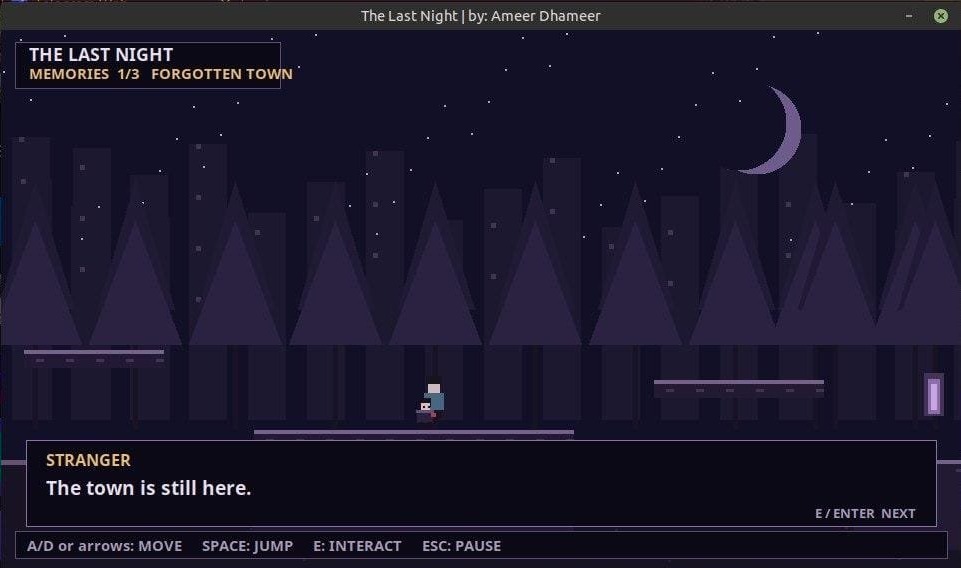 The Last Night | by: Ameer Dhameer
THE LAST NIGHT
MEMORIES 1/3 FORGOTTEN TOWN
STRANGER
The town is still here.
E / ENTER NEXT
A/D or arrows: MOVE SPACE: JUMP E: INTERACT ESC: PAUSE